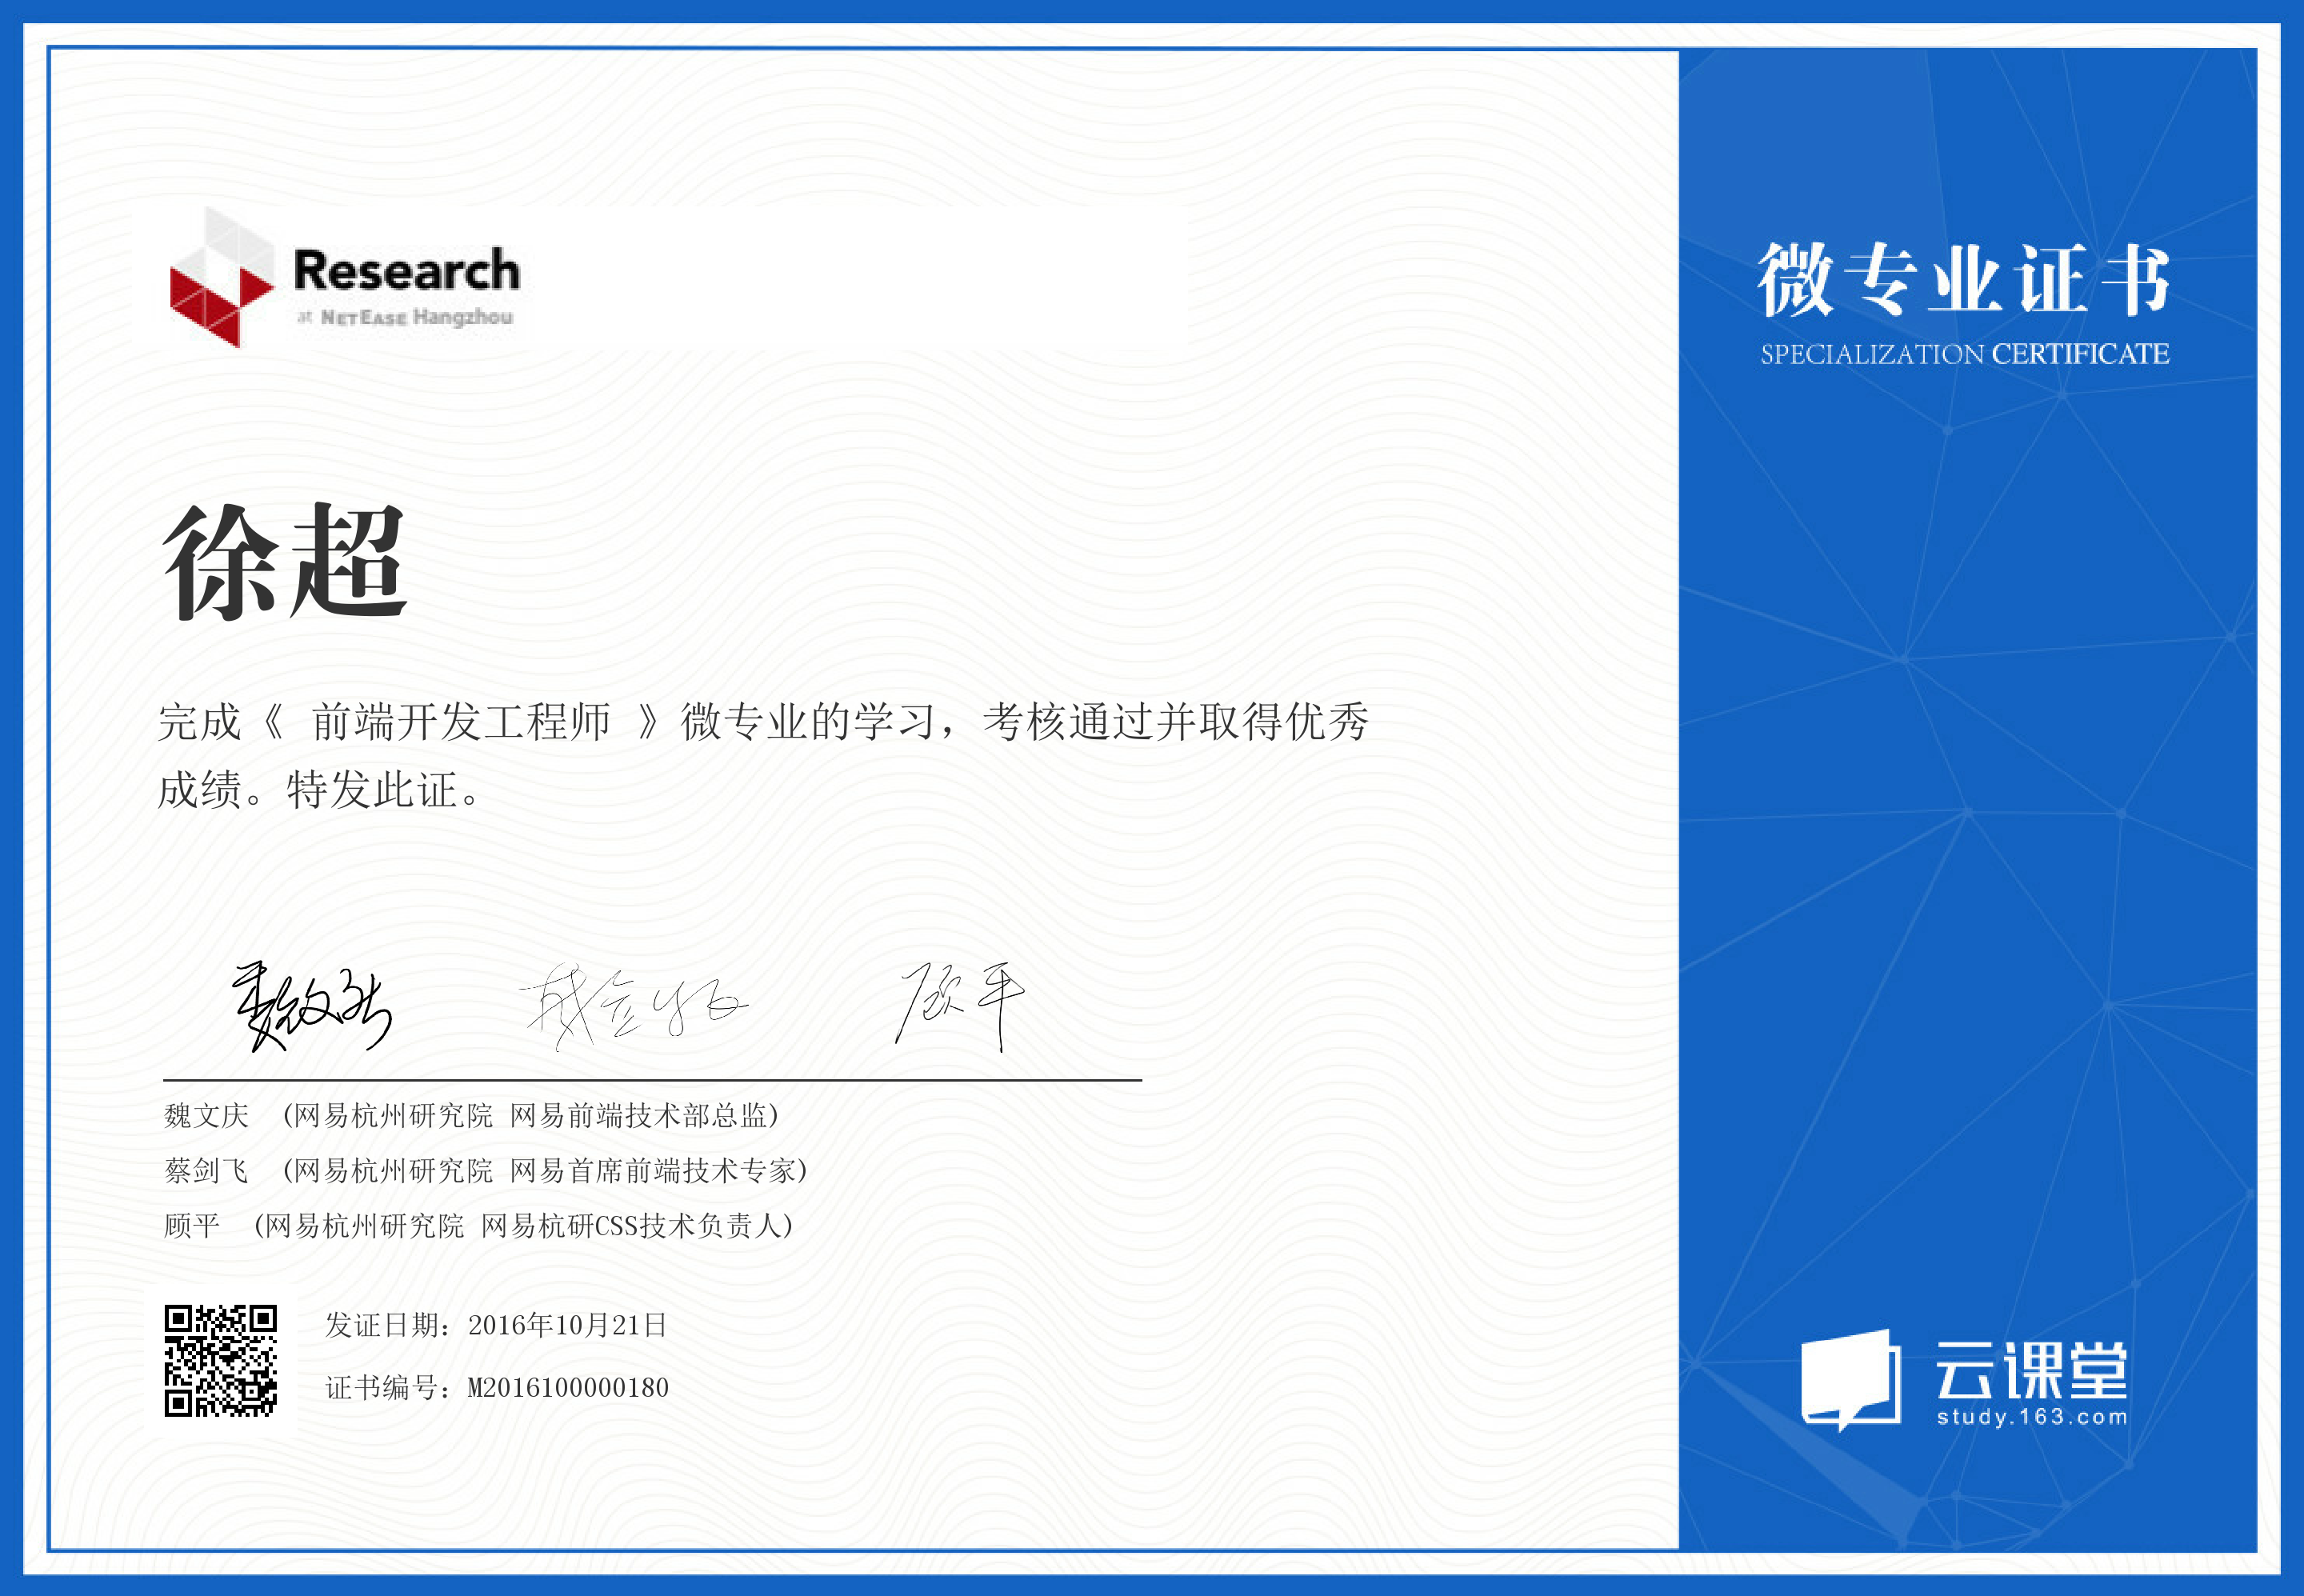 Research
at NETEASE Hangzhou
微专业证书
SPECIALIZATION CERTIFICATE
徐超
完成《 前端开发工程师 》微专业的学习，考核通过并取得优秀
成绩。特发此证。
顾平
魏文庆 （网易杭州研究院 网易前端技术部总监）
蔡剑飞 （网易杭州研究院 网易首席前端技术专家）
顾平 （网易杭州研究院 网易杭研CSS技术负责人）
发证日期：2016年10月21日
证书编号：M2016100000180
云课堂
study.163.com